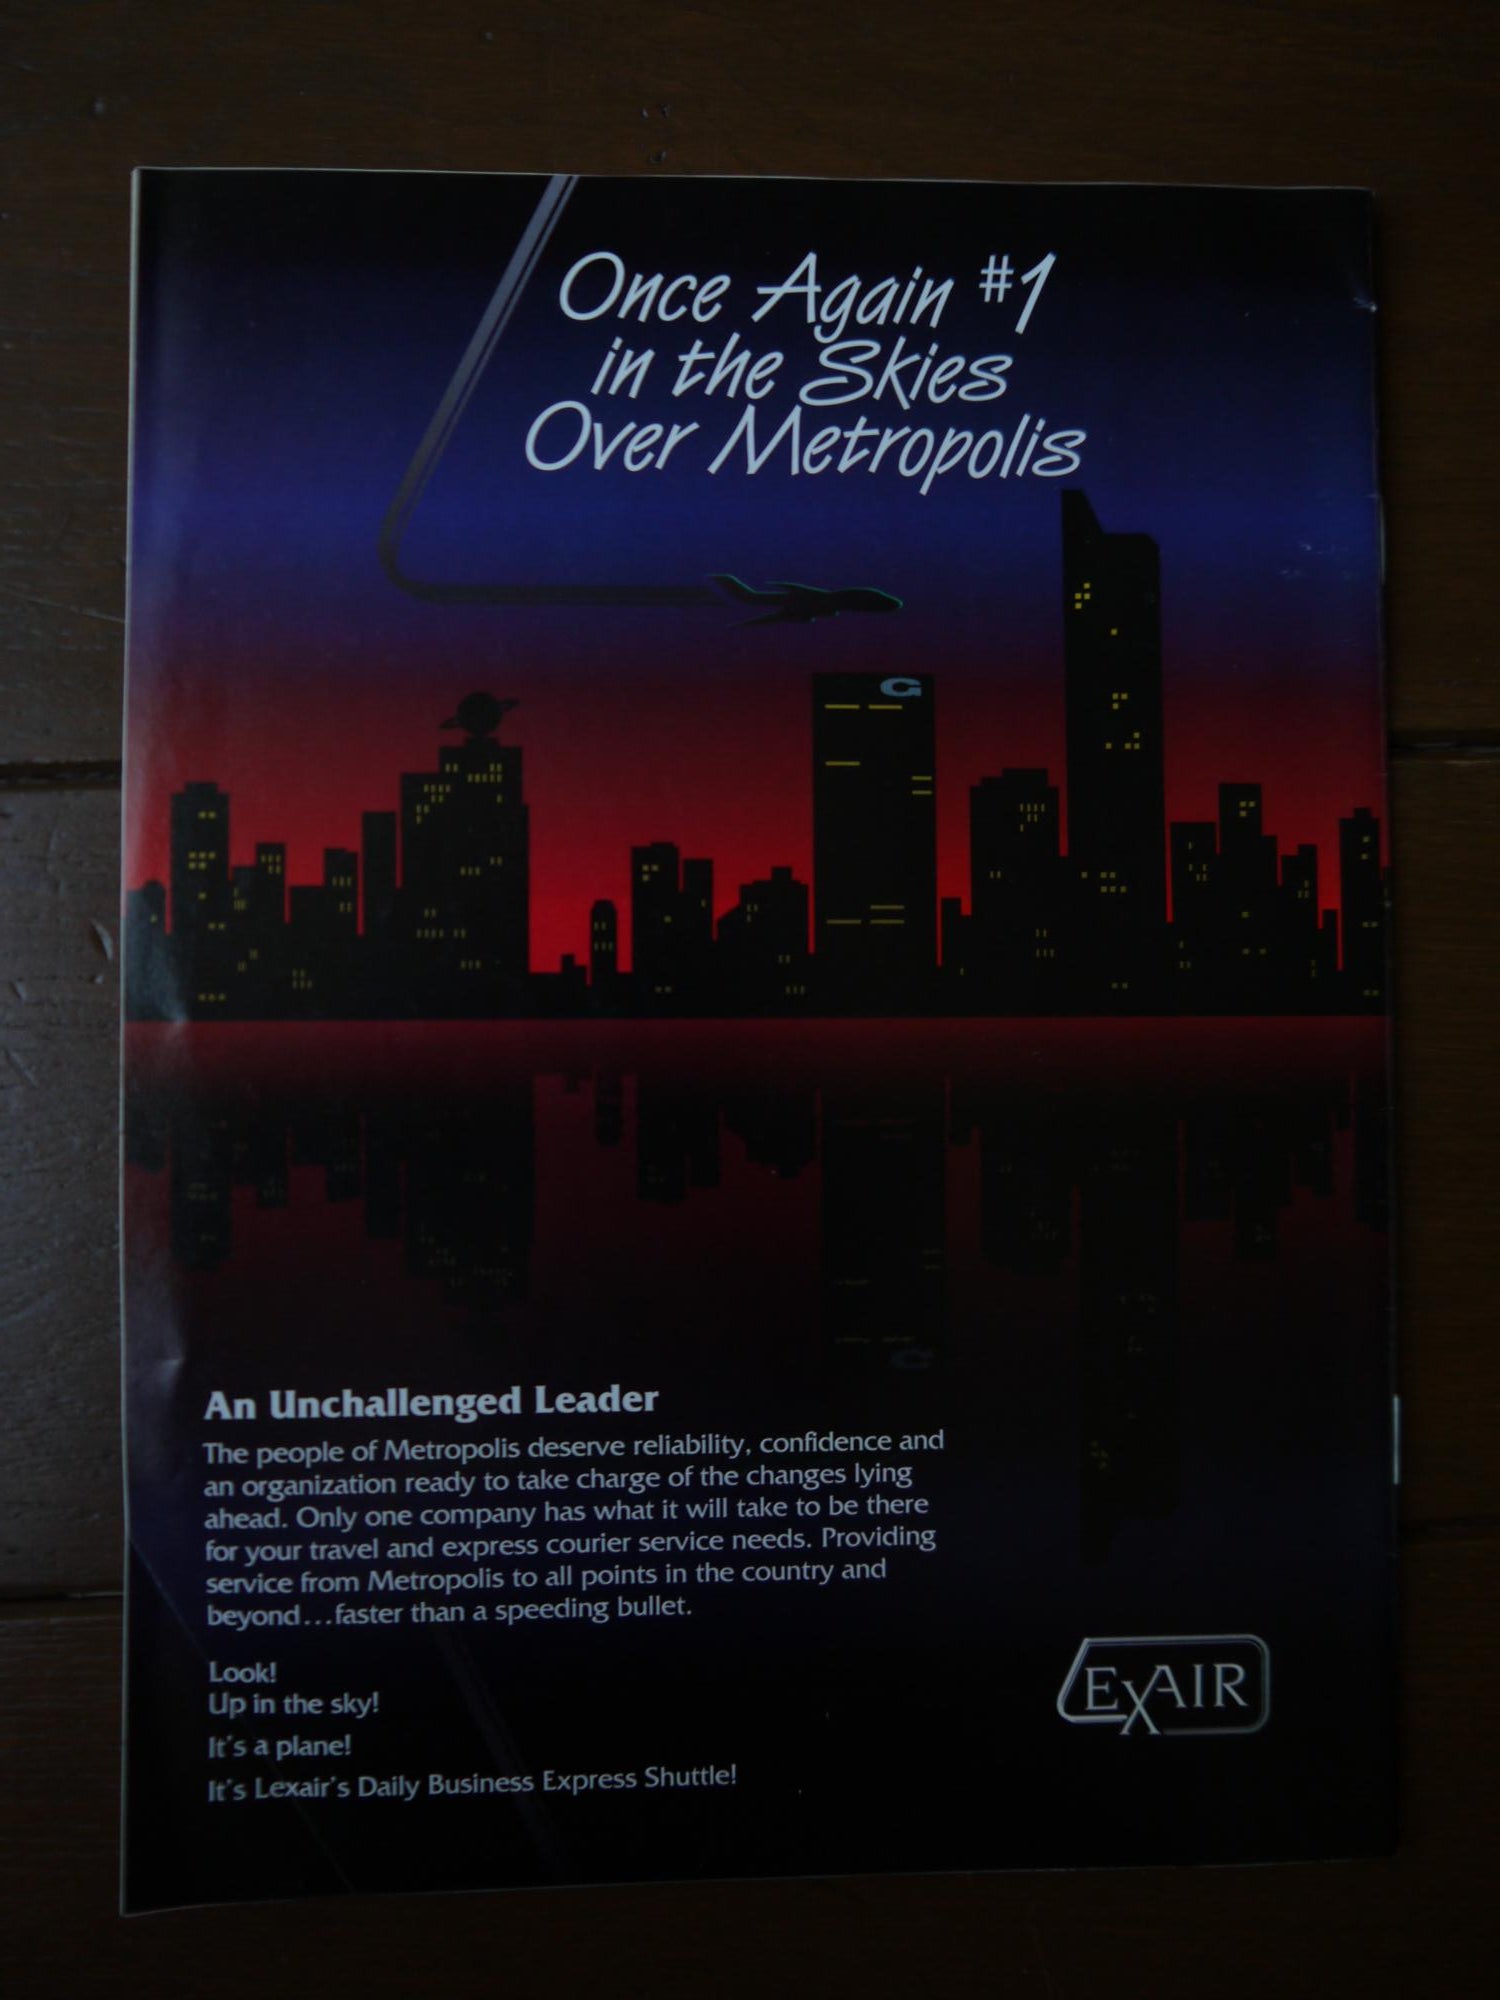 Once Again #1
in the Skies
Over Metropolis
G
An Unchallenged Leader
The people of Metropolis deserve reliability, confidence and
an organization ready to take charge of the changes lying
ahead. Only one company has what it will take to be there
for your travel and express courier service needs. Providing
service from Metropolis to all points in the country and
beyond...faster than a speeding bullet.
Look!
Up in the sky!
It's a plane!
It's Lexair's Daily Business Express Shuttle!
LEXAIR